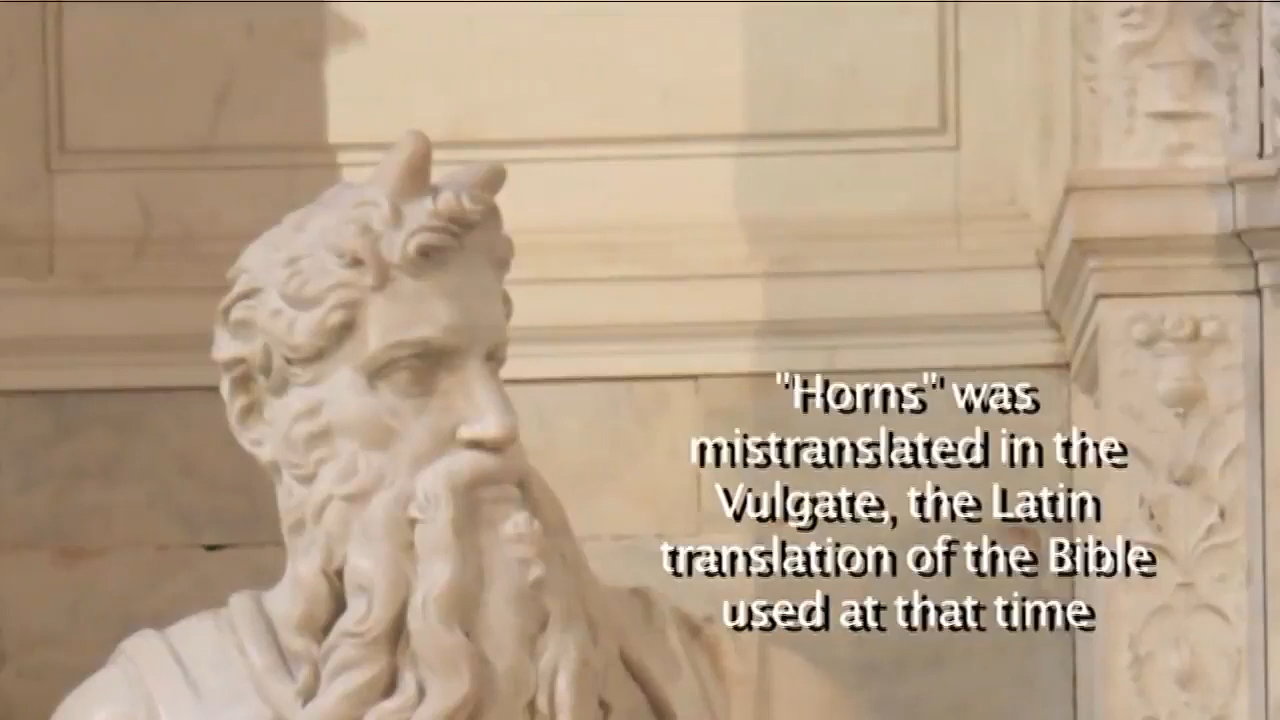 "Horns" was
mistranslated in the
Vulgate, the Latin
translation of the Bible
used at that time